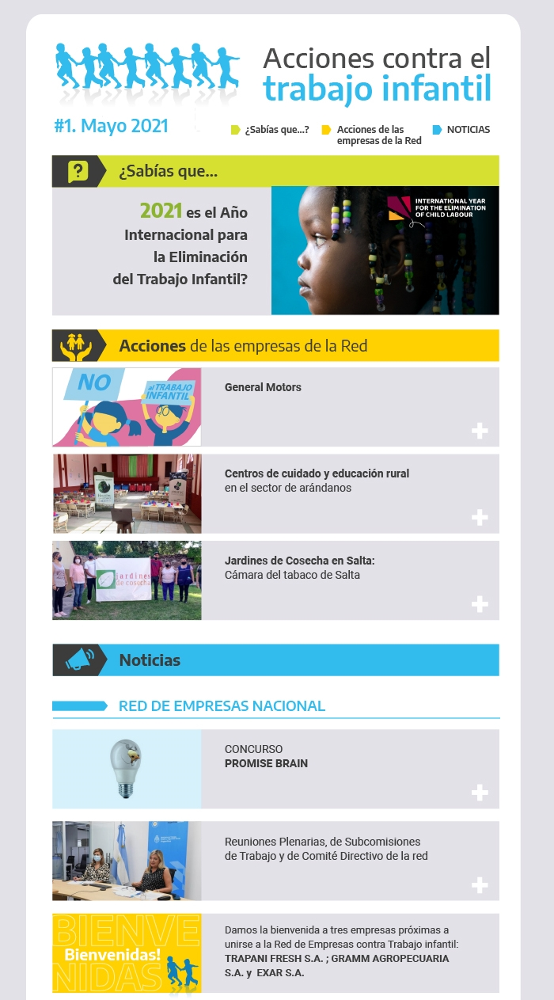 Acciones contra el
trabajo infantil
#1. Mayo 2021
¿Sabías que...?
Acciones de las
empresas de la Red
NOTICIAS
¿Sabías que...
2021 es el Año
Internacional para
la Eliminación
del Trabajo Infantil?
INTERNATIONAL YEAR
FOR THE ELIMINATION
OF CHILD LABOUR
Acciones de las empresas de la Red
NO
al TRABAJO
INFANTIL
General Motors
Centros de cuidado y educación rural
en el sector de arándanos
jardines
de cosecha
Jardines de Cosecha en Salta:
Cámara del tabaco de Salta
Noticias
RED DE EMPRESAS NACIONAL
CONCURSO
PROMISE BRAIN
Reuniones Plenarias, de Subcomisiones
de Trabajo y de Comité Directivo de la red
BIENVE
Bienvenidas!
NIDAS
Damos la bienvenida a tres empresas próximas a
unirse a la Red de Empresas contra Trabajo infantil:
TRAPANI FRESH S.A. ; GRAMM AGROPECUARIA
S.A. y EXAR S.A.